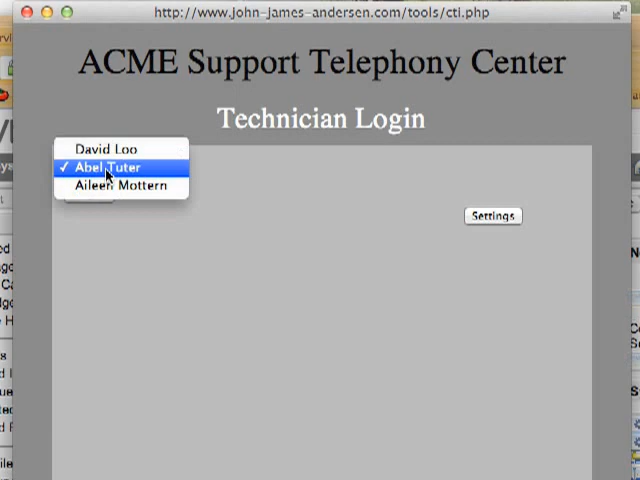 http://www.john-james-andersen.com/tools/cti.php
ACME Support Telephony Center
Technician Login
David Loo
✓ Abel Tuter
Aileen Mottern
Settings